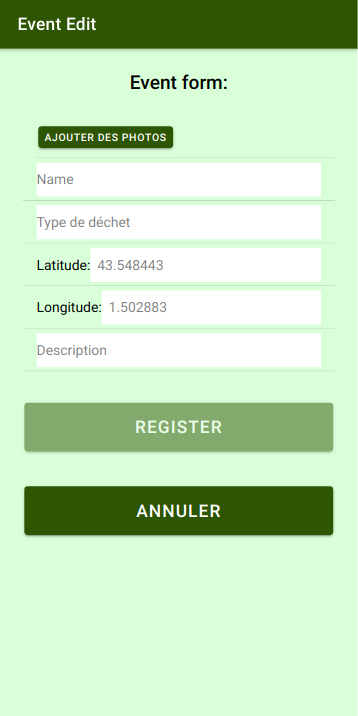 Event Edit
Event form:
AJOUTER DES PHOTOS
Name
Type de déchet
Latitude: 43.548443
Longitude: 1.502883
Description
REGISTER
ANNULER